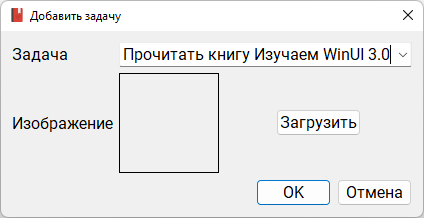 Добавить задачу
Задача Прочитать книгу Изучаем WinUI 3.0
Изображение Загрузить
OK Отмена